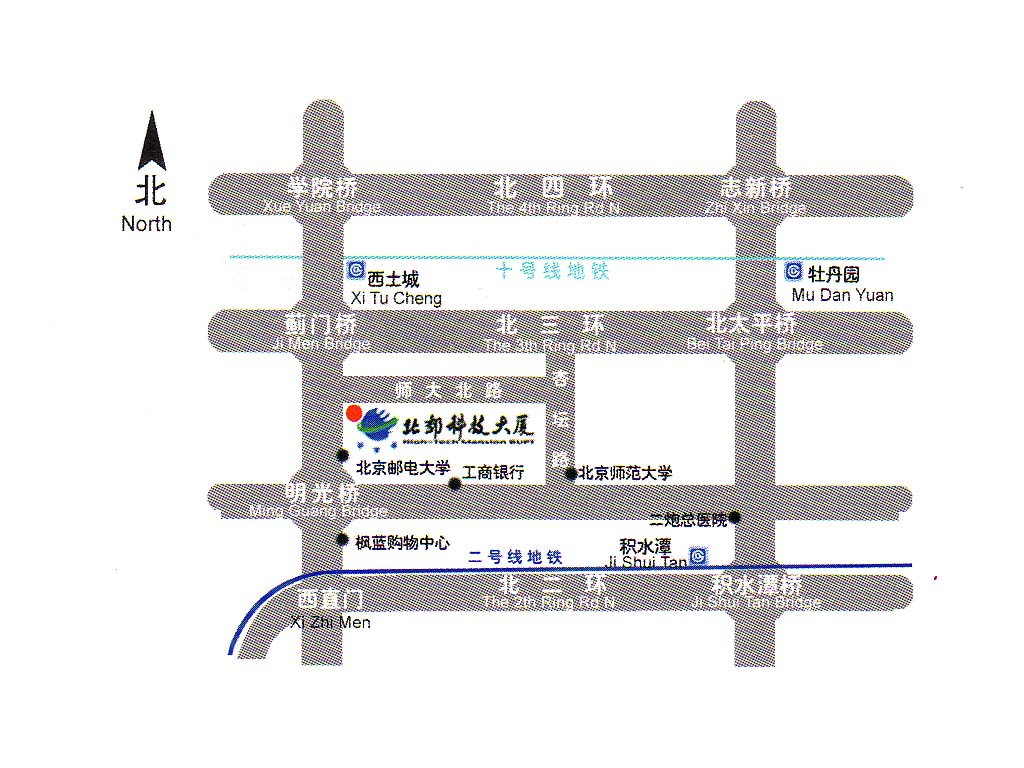 北
North
学院桥
Xue Yuan Bridge
北四环
The 4th Ring Rd N
志新桥
Zhi Xin Bridge
西土城
Xi Tu Cheng
十号线地铁
牡丹园
Mu Dan Yuan
蓟门桥
Ji Men Bridge
北三环
The 3th Ring Rd N
北太平桥
Bei Tai Ping Bridge
师大北路
杏坛路
北邮科技大厦
High-Tech Mansion BUPT
北京邮电大学
工商银行
北京师范大学
明光桥
Ming Guang Bridge
二炮总医院
枫蓝购物中心
二号线地铁
积水潭
Ji Shui Tan
西直门
Xi Zhi Men
北二环
The 2th Ring Rd N
积水潭桥
Ji Shui Tan Bridge